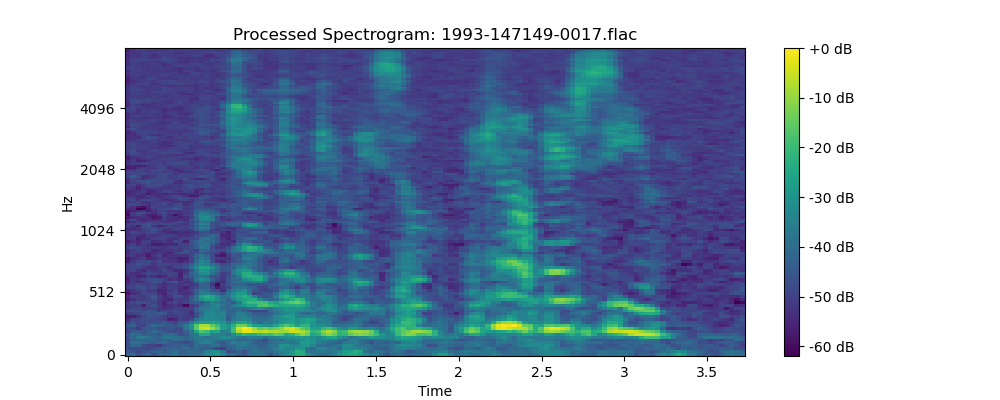 Processed Spectrogram: 1993-147149-0017.flac
+0 dB
-10 dB
-20 dB
-30 dB
-40 dB
-50 dB
-60 dB
Hz
4096
2048
1024
512
0
0 0.5 1 1.5 2 2.5 3 3.5
Time